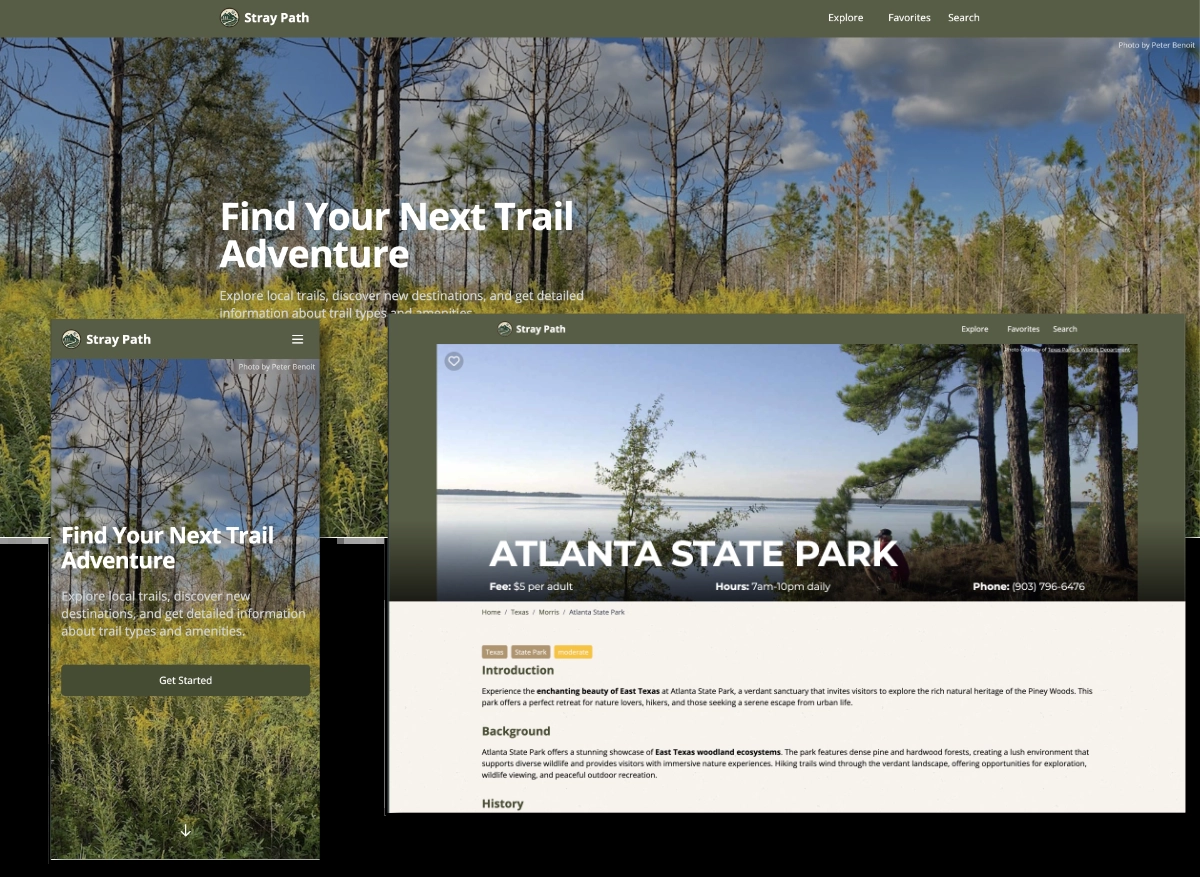 Stray Path
Explore Favorites Search
Photo by Peter Benoit
Find Your Next Trail
Adventure
Explore local trails, discover new destinations, and get detailed
information about trail types and amenities.
Stray Path
Photo by Peter Benoit
Find Your Next Trail
Adventure
Explore local trails, discover new
destinations, and get detailed information
about trail types and amenities.
Get Started
Stray Path
Explore Favorites Search
Photo courtesy of Texas Parks & Wildlife Department
ATLANTA STATE PARK
Fee: $5 per adult Hours: 7am-10pm daily Phone: (903) 796-6476
Home / Texas / Morris / Atlanta State Park
Texas State Park moderate
Introduction
Experience the enchanting beauty of East Texas at Atlanta State Park, a verdant sanctuary that invites visitors to explore the rich natural heritage of the Piney Woods. This
park offers a perfect retreat for nature lovers, hikers, and those seeking a serene escape from urban life.
Background
Atlanta State Park offers a stunning showcase of East Texas woodland ecosystems. The park features dense pine and hardwood forests, creating a lush environment that
supports diverse wildlife and provides visitors with immersive nature experiences. Hiking trails wind through the verdant landscape, offering opportunities for exploration,
wildlife viewing, and peaceful outdoor recreation.
History